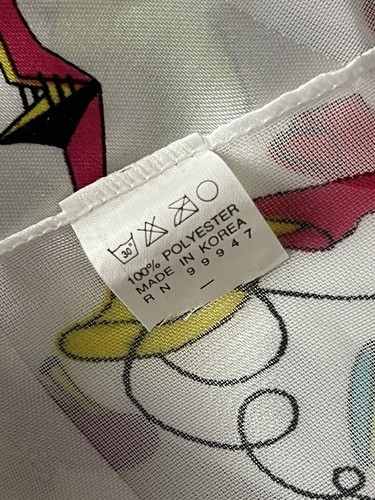 30°
100% POLYESTER
MADE IN KOREA
RN 99947